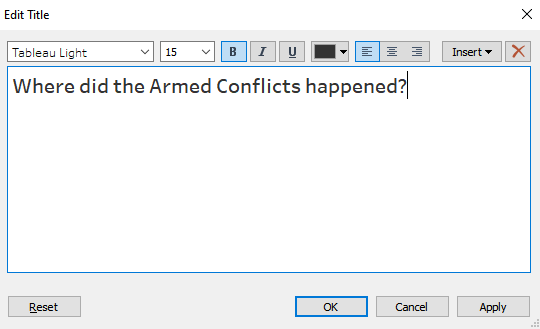 Edit Title
Tableau Light 15 B I U Insert
Where did the Armed Conflicts happened?
Reset OK Cancel Apply